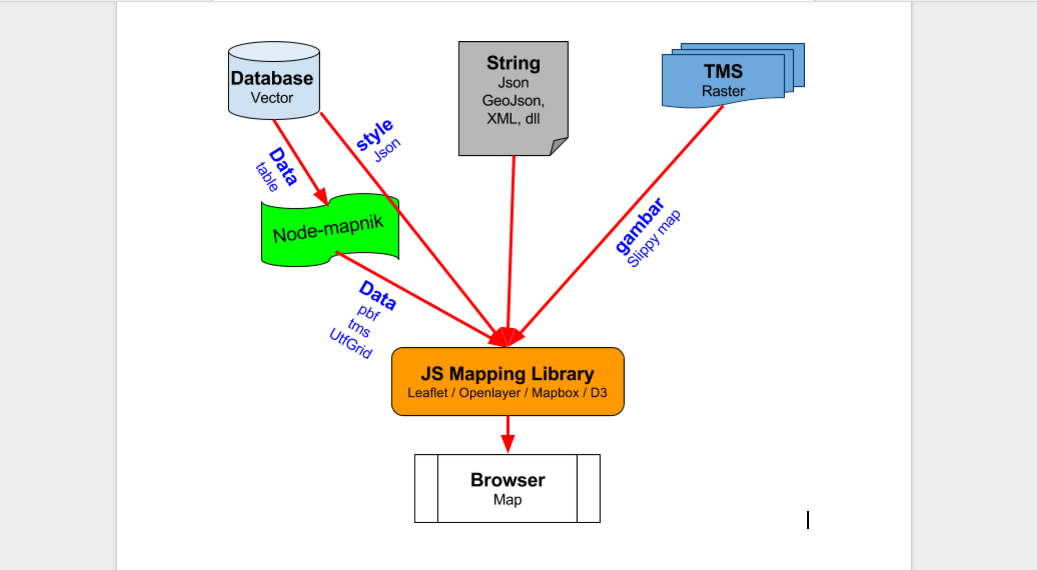 Database
Vector
String
Json
GeoJson,
XML, dll
TMS
Raster
style
Json
Data
table
Node-mapnik
gambar
Slippy map
Data
pbf
tms
UtfGrid
JS Mapping Library
Leaflet / Openlayer / Mapbox / D3
Browser
Map